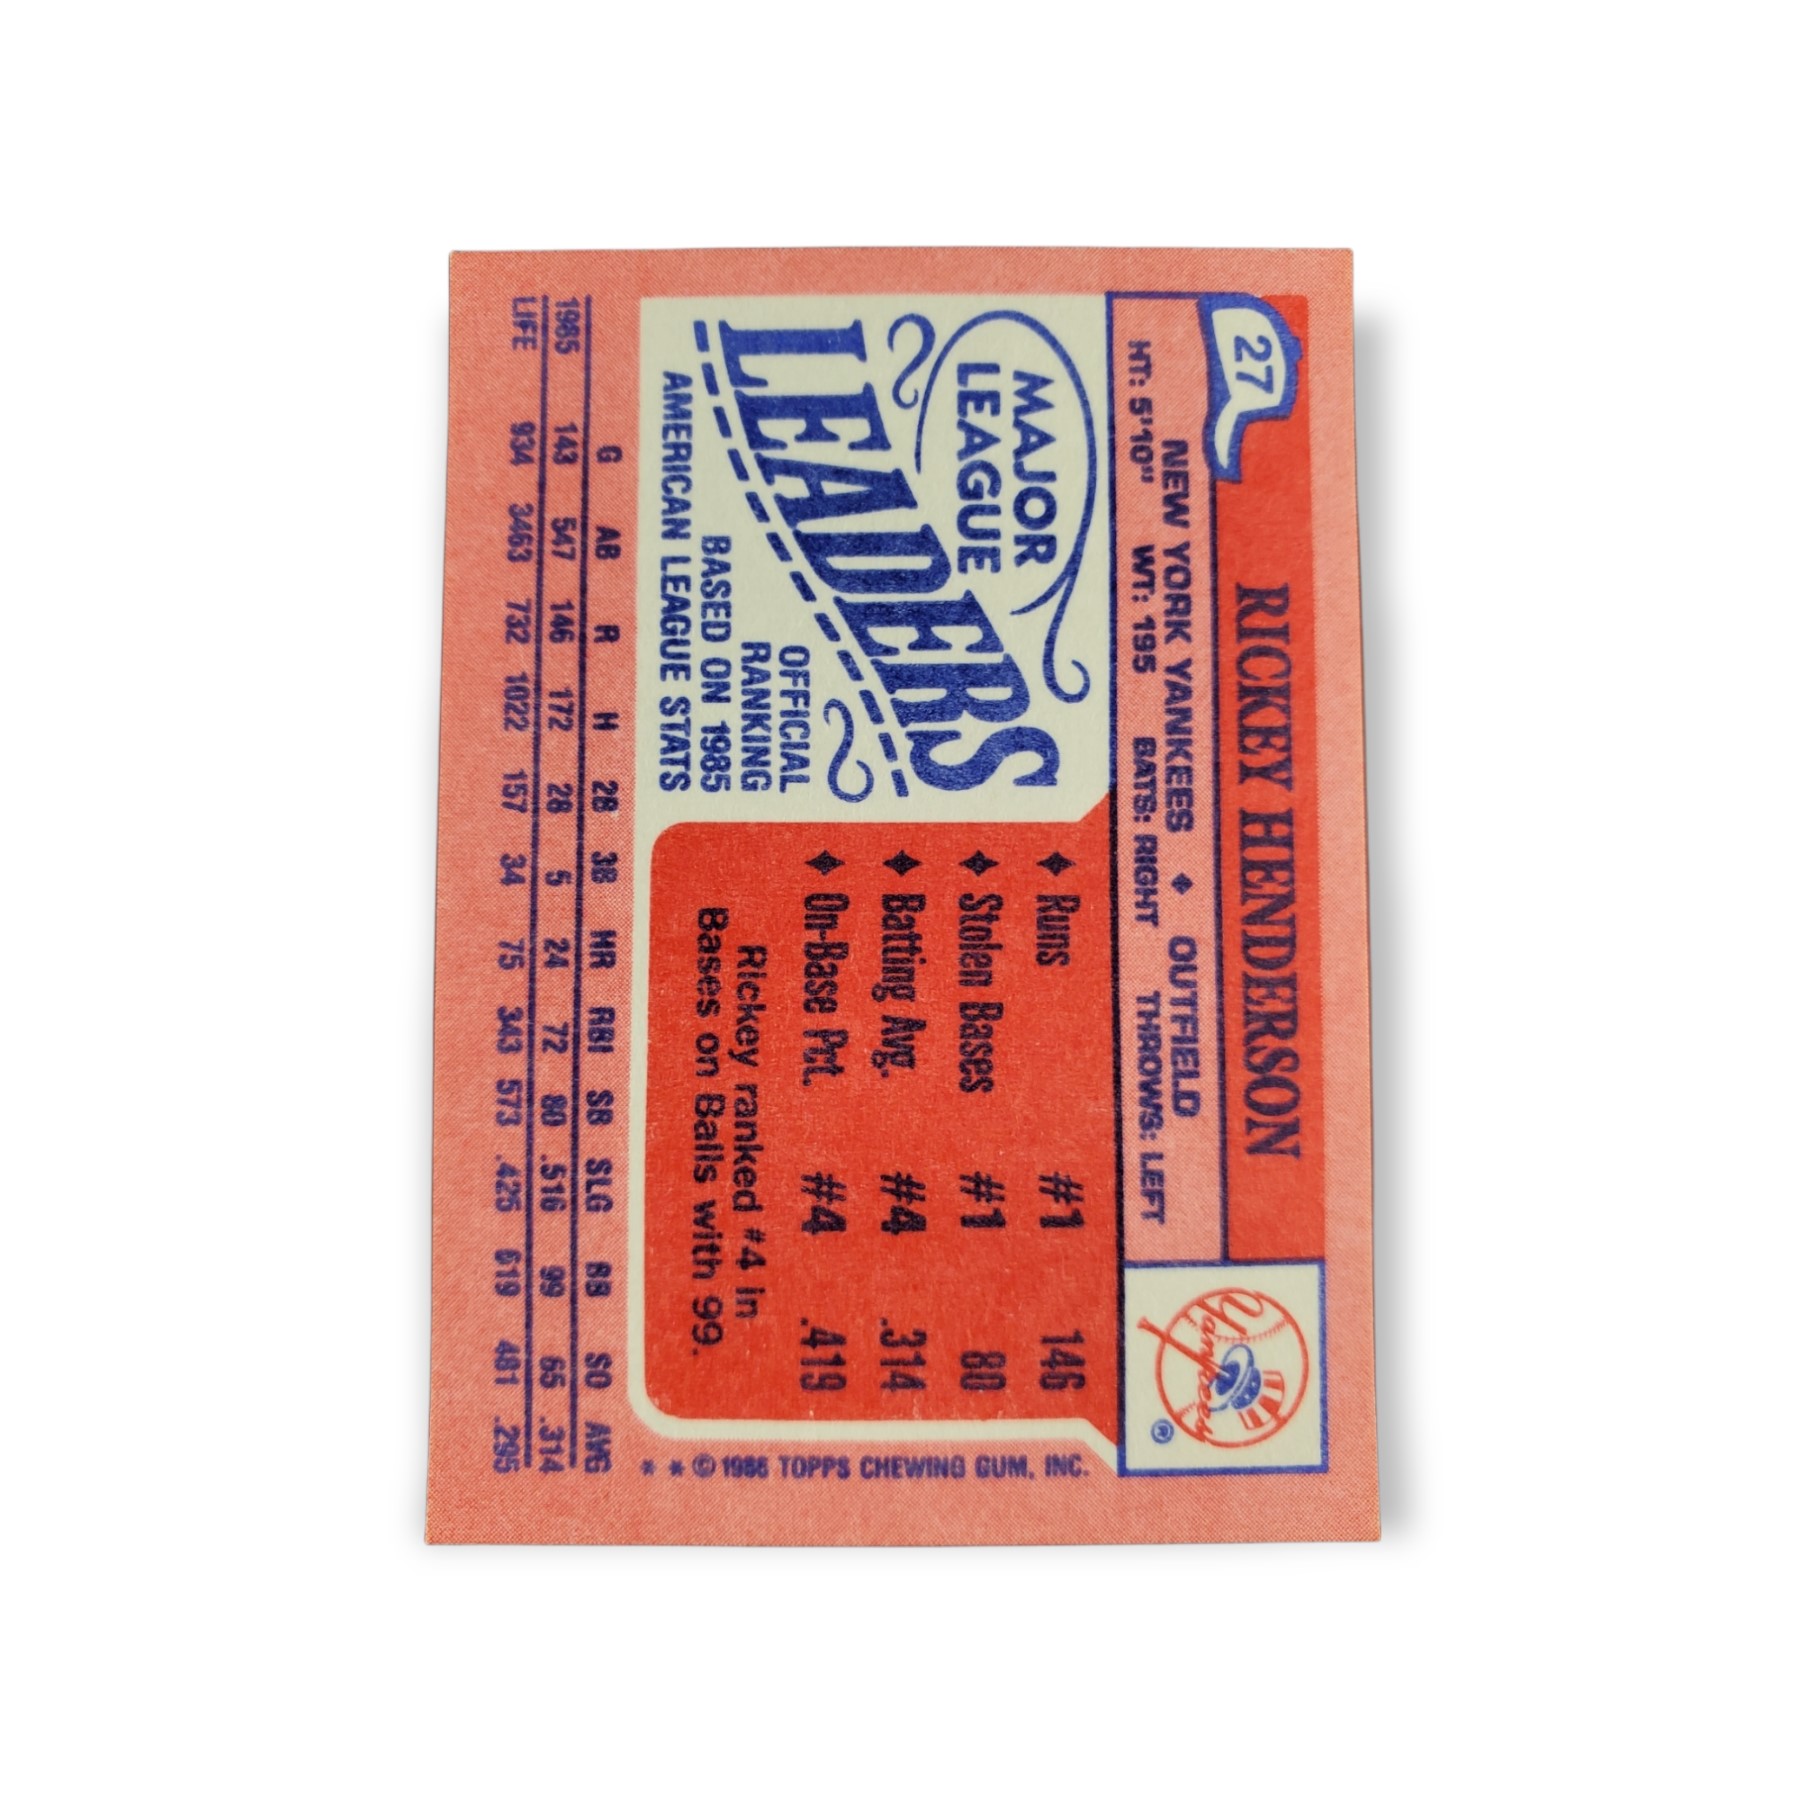 27
RICKEY HENDERSON
NEW YORK YANKEES ♦ OUTFIELD
HT: 5'10" WT: 195 BATS: RIGHT THROWS: LEFT
Yankees
®
MAJOR
LEAGUE
LEADERS
OFFICIAL
RANKING
BASED ON 1985
AMERICAN LEAGUE STATS
♦ Runs #1 146
♦ Stolen Bases #1 80
♦ Batting Avg. #4 .314
♦ On-Base Pct. #4 .419
Rickey ranked #4 in
Bases on Balls with 99.
* * © 1986 TOPPS CHEWING GUM, INC.
G AB R H 2B 3B HR RBI SB SLG BB SO AVG
1985 143 547 146 172 28 5 24 72 80 .516 99 65 .314
LIFE 934 3463 732 1022 157 34 75 343 573 .425 619 481 .295